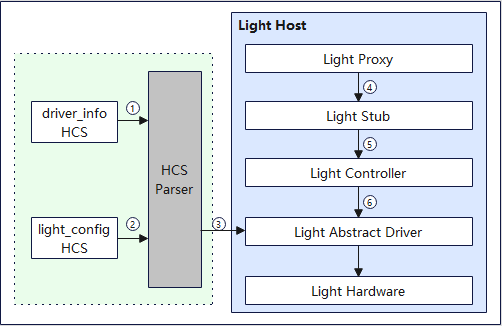 Light Host
Light Proxy
④
driver_info
HCS
①
Light Stub
⑤
HCS
Parser
Light Controller
⑥
light_config
HCS
②
③
Light Abstract Driver
Light Hardware